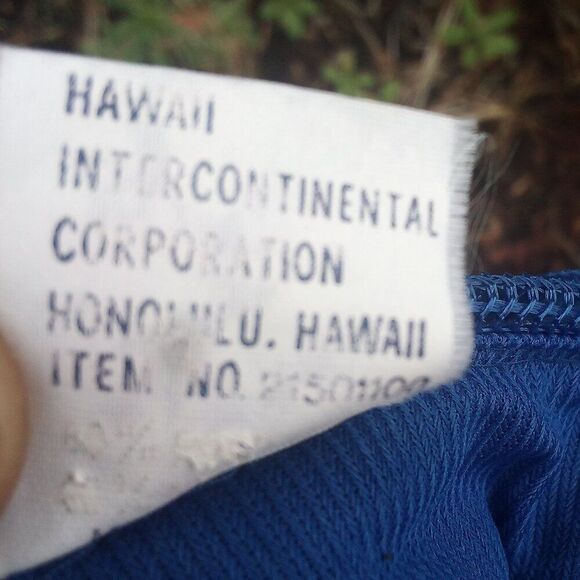 HAWAII
INTERCONTINENTAL
CORPORATION
HONOLULU. HAWAII
ITEM NO.